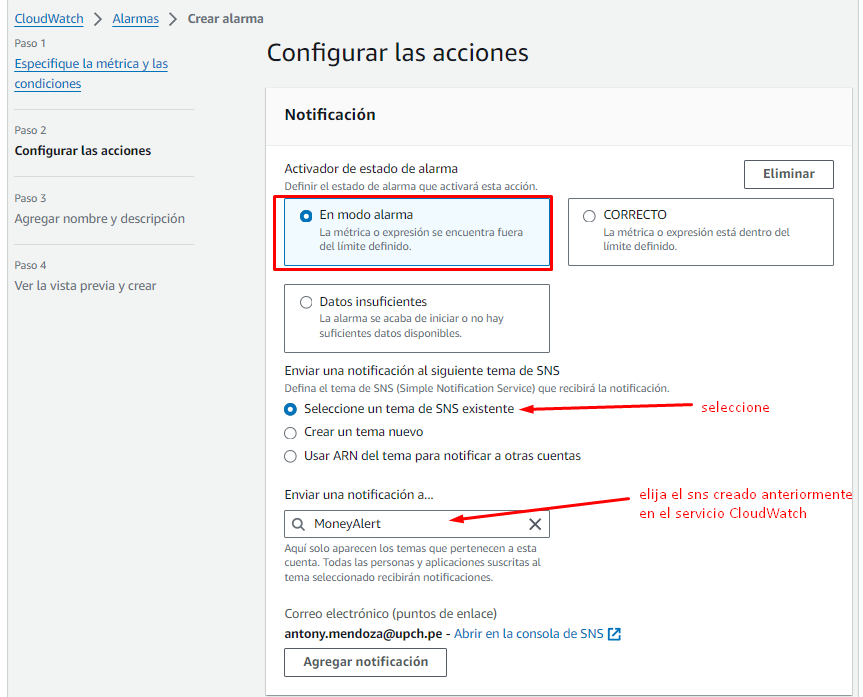 CloudWatch > Alarmas > Crear alarma
Paso 1
Especifique la métrica y las
condiciones
Paso 2
Configurar las acciones
Paso 3
Agregar nombre y descripción
Paso 4
Ver la vista previa y crear
Configurar las acciones
Notificación
Activador de estado de alarma
Definir el estado de alarma que activará esta acción.
Eliminar
En modo alarma
La métrica o expresión se encuentra fuera
del límite definido.
CORRECTO
La métrica o expresión está dentro del
límite definido.
Datos insuficientes
La alarma se acaba de iniciar o no hay
suficientes datos disponibles.
Enviar una notificación al siguiente tema de SNS
Defina el tema de SNS (Simple Notification Service) que recibirá la notificación.
Seleccione un tema de SNS existente
seleccione
Crear un tema nuevo
Usar ARN del tema para notificar a otras cuentas
Enviar una notificación a...
elija el sns creado anteriormente
en el servicio CloudWatch
MoneyAlert
Aquí solo aparecen los temas que pertenecen a esta
cuenta. Todas las personas y aplicaciones suscritas al
tema seleccionado recibirán notificaciones.
Correo electrónico (puntos de enlace)
antony.mendoza@upch.pe - Abrir en la consola de SNS
Agregar notificación